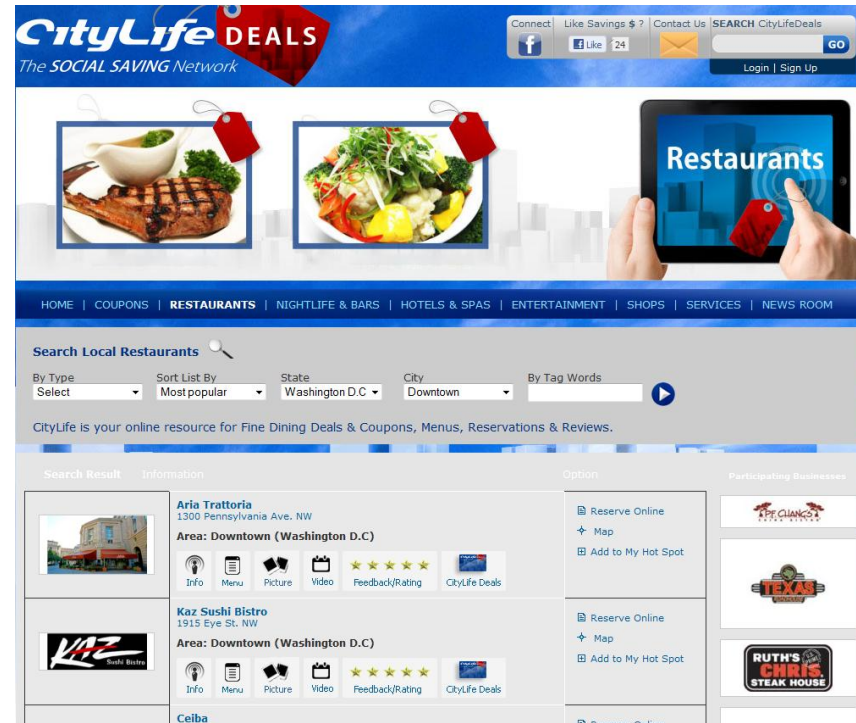 CityLife DEALS
The SOCIAL SAVING Network
Connect
Like Savings $ ?
Contact Us
SEARCH CityLifeDeals
Like 24
GO
Login | Sign Up
Restaurants
HOME | COUPONS | RESTAURANTS | NIGHTLIFE & BARS | HOTELS & SPAS | ENTERTAINMENT | SHOPS | SERVICES | NEWS ROOM
Search Local Restaurants
By Type Sort List By State City By Tag Words
Select Most popular Washington D.C Downtown
CityLife is your online resource for Fine Dining Deals & Coupons, Menus, Reservations & Reviews.
Search Result Information Option Participating Businesses
Aria Trattoria
1300 Pennsylvania Ave. NW
Area: Downtown (Washington D.C)
Info Menu Picture Video Feedback/Rating CityLife Deals
Reserve Online
Map
Add to My Hot Spot
P.F. CHANG'S
CHINA BISTRO
TEXAS
KAZ
Sushi Bistro
Kaz Sushi Bistro
1915 Eye St. NW
Area: Downtown (Washington D.C)
Info Menu Picture Video Feedback/Rating CityLife Deals
Reserve Online
Map
Add to My Hot Spot
RUTH'S
CHRIS
STEAK HOUSE
Ceiba
Reserve Online